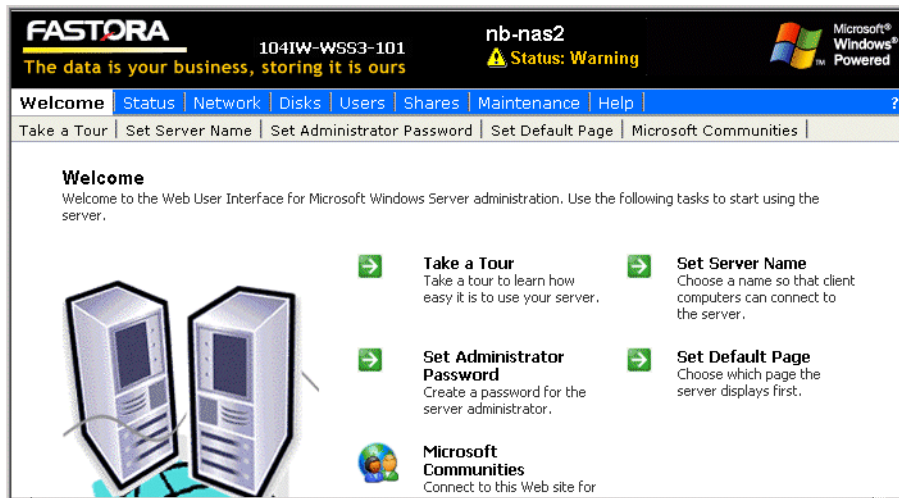 FASTORA
104IW-WSS3-101
The data is your business, storing it is ours
nb-nas2
Status: Warning
Microsoft®
Windows®
Powered
TM
Welcome Status Network Disks Users Shares Maintenance Help ?
Take a Tour Set Server Name Set Administrator Password Set Default Page Microsoft Communities
Welcome
Welcome to the Web User Interface for Microsoft Windows Server administration. Use the following tasks to start using the
server.
Take a Tour
Take a tour to learn how
easy it is to use your server.
Set Server Name
Choose a name so that client
computers can connect to
the server.
Set Administrator
Password
Create a password for the
server administrator.
Set Default Page
Choose which page the
server displays first.
Microsoft
Communities
Connect to this Web site for